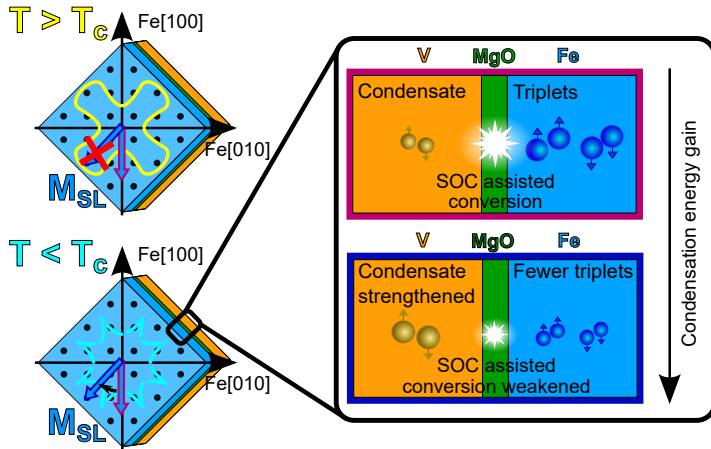 T > Tc
Fe[100]
Fe[010]
MSL
T < Tc
Fe[100]
Fe[010]
MSL
V MgO Fe
Condensate Triplets
SOC assisted
conversion
V MgO Fe
Condensate Fewer triplets
strengthened
SOC assisted
conversion weakened
Condensation energy gain